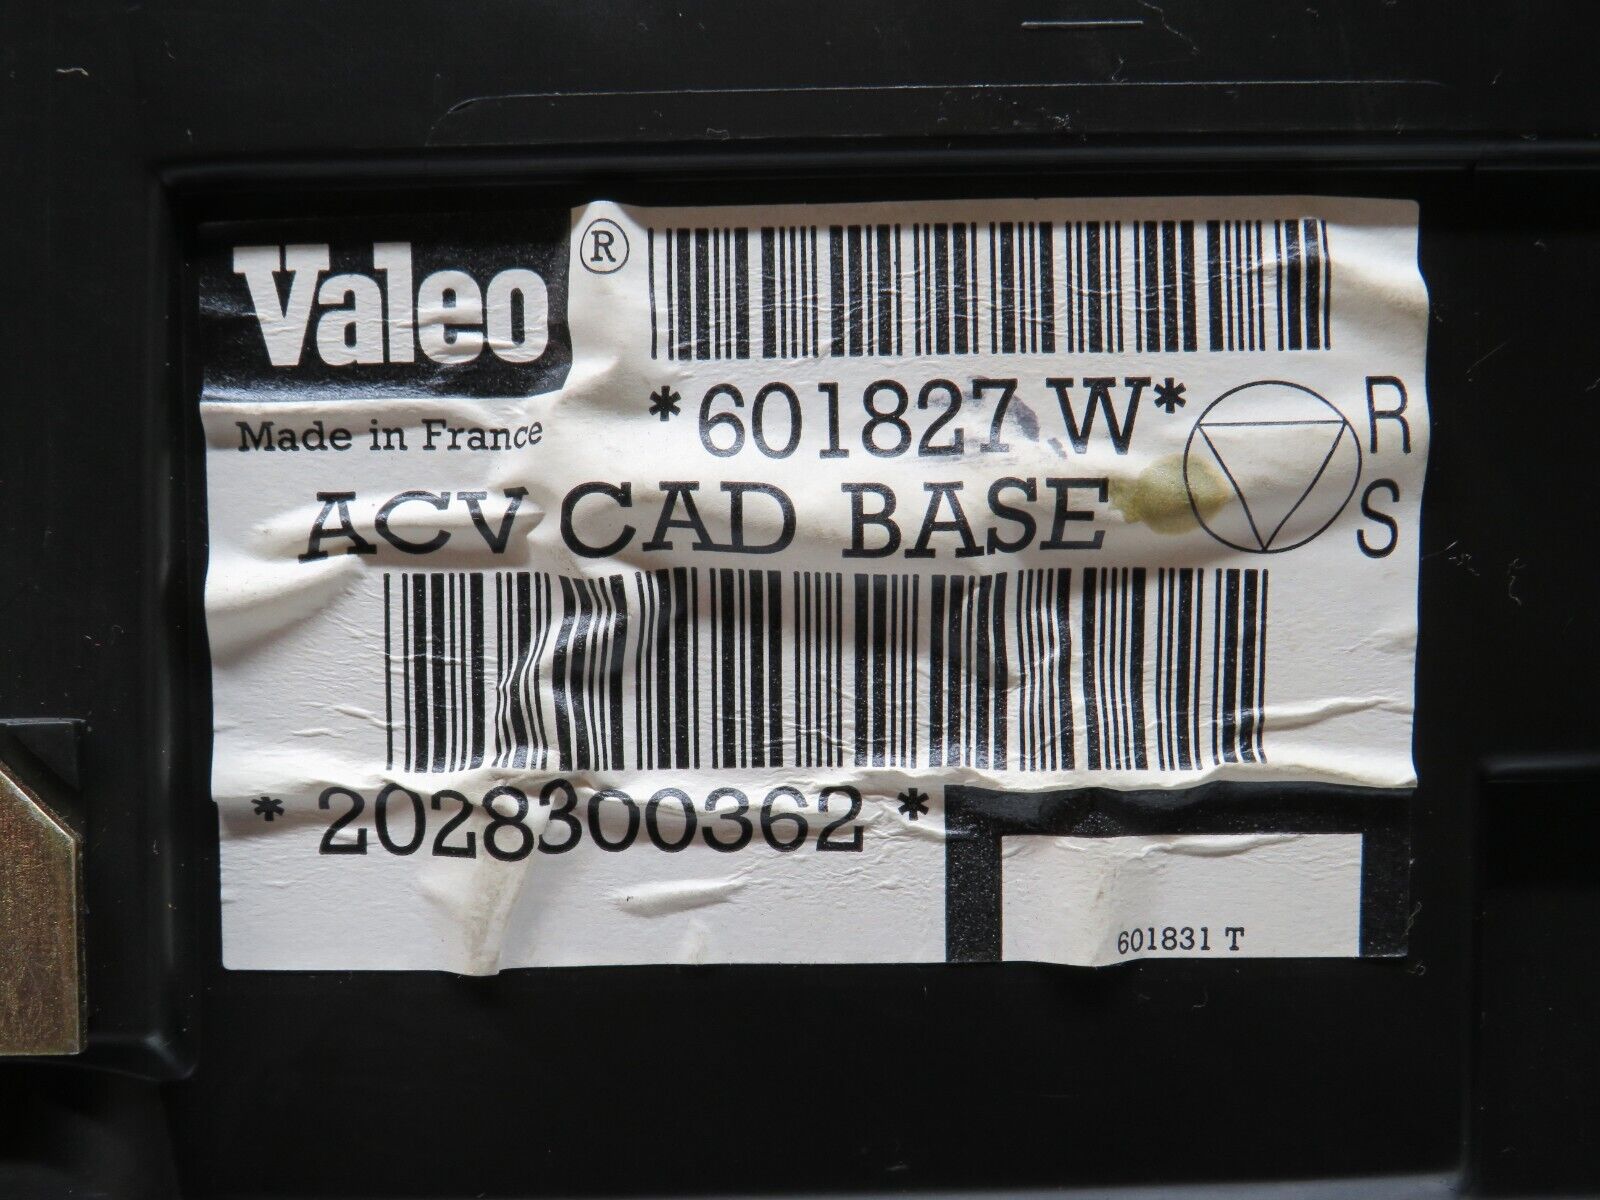 Valeo ®
Made in France
*601827 W*
R
S
ACV CAD BASE
* 2028300362 *
601831 T